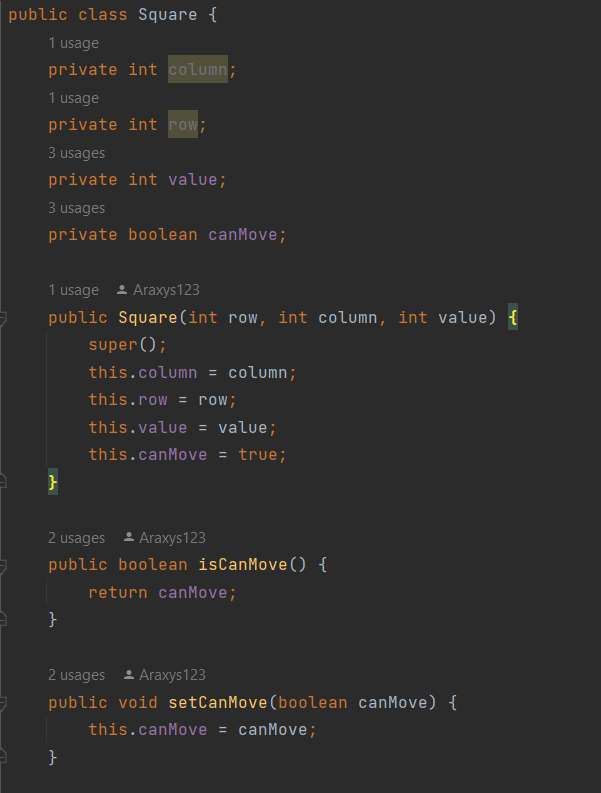 public class Square {
1 usage
private int column;
1 usage
private int row;
3 usages
private int value;
3 usages
private boolean canMove;
1 usage Araxys123
public Square(int row, int column, int value) {
super();
this.column = column;
this.row = row;
this.value = value;
this.canMove = true;
}
2 usages Araxys123
public boolean isCanMove() {
return canMove;
}
2 usages Araxys123
public void setCanMove(boolean canMove) {
this.canMove = canMove;
}